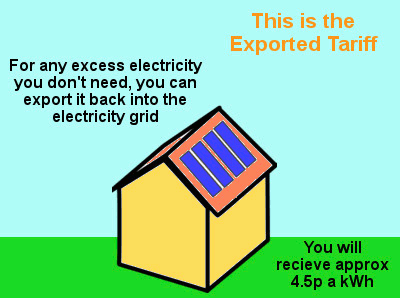 This is the
Exported Tariff
For any excess electricity
you don't need, you can
export it back into the
electricity grid
You will
recieve approx
4.5p a kWh